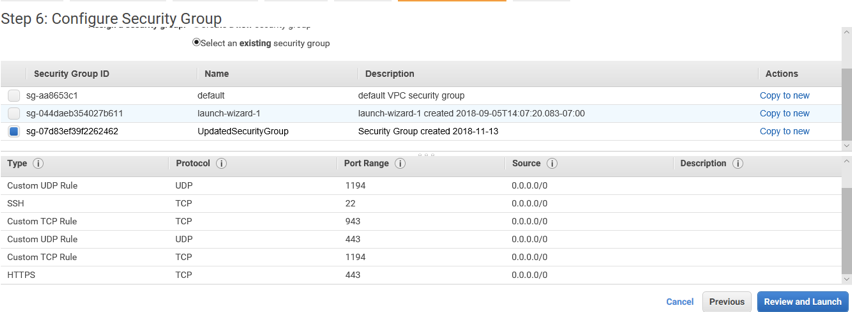 Step 6: Configure Security Group
Select an existing security group
Security Group ID Name Description Actions
sg-aa8653c1 default default VPC security group Copy to new
sg-044daeb354027b611 launch-wizard-1 launch-wizard-1 created 2018-09-05T14:07:20.083-07:00 Copy to new
sg-07d83ef39f2262462 UpdatedSecurityGroup Security Group created 2018-11-13 Copy to new
Type Protocol Port Range Source Description
Custom UDP Rule UDP 1194 0.0.0.0/0
SSH TCP 22 0.0.0.0/0
Custom TCP Rule TCP 943 0.0.0.0/0
Custom UDP Rule UDP 443 0.0.0.0/0
Custom TCP Rule TCP 1194 0.0.0.0/0
HTTPS TCP 443 0.0.0.0/0
Cancel Previous Review and Launch